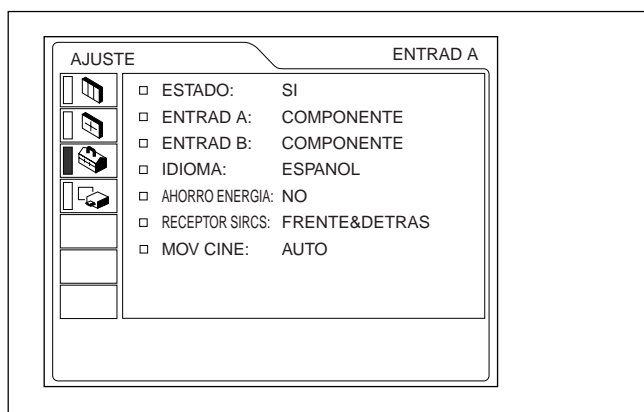 AJUSTE ENTRAD A
ESTADO: SI
ENTRAD A: COMPONENTE
ENTRAD B: COMPONENTE
IDIOMA: ESPANOL
AHORRO ENERGIA: NO
RECEPTOR SIRCS: FRENTE&DETRAS
MOV CINE: AUTO